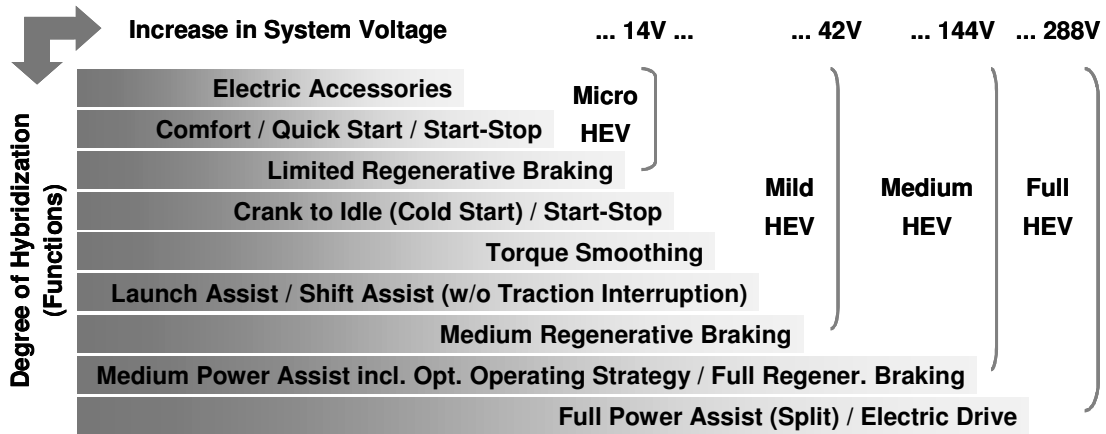 Increase in System Voltage ... 14V ... ... 42V ... 144V ... 288V
Degree of Hybridization
(Functions)
Electric Accessories
Comfort / Quick Start / Start-Stop
Limited Regenerative Braking
Crank to Idle (Cold Start) / Start-Stop
Torque Smoothing
Launch Assist / Shift Assist (w/o Traction Interruption)
Medium Regenerative Braking
Medium Power Assist incl. Opt. Operating Strategy / Full Regener. Braking
Full Power Assist (Split) / Electric Drive
Micro
HEV
Mild
HEV
Medium
HEV
Full
HEV